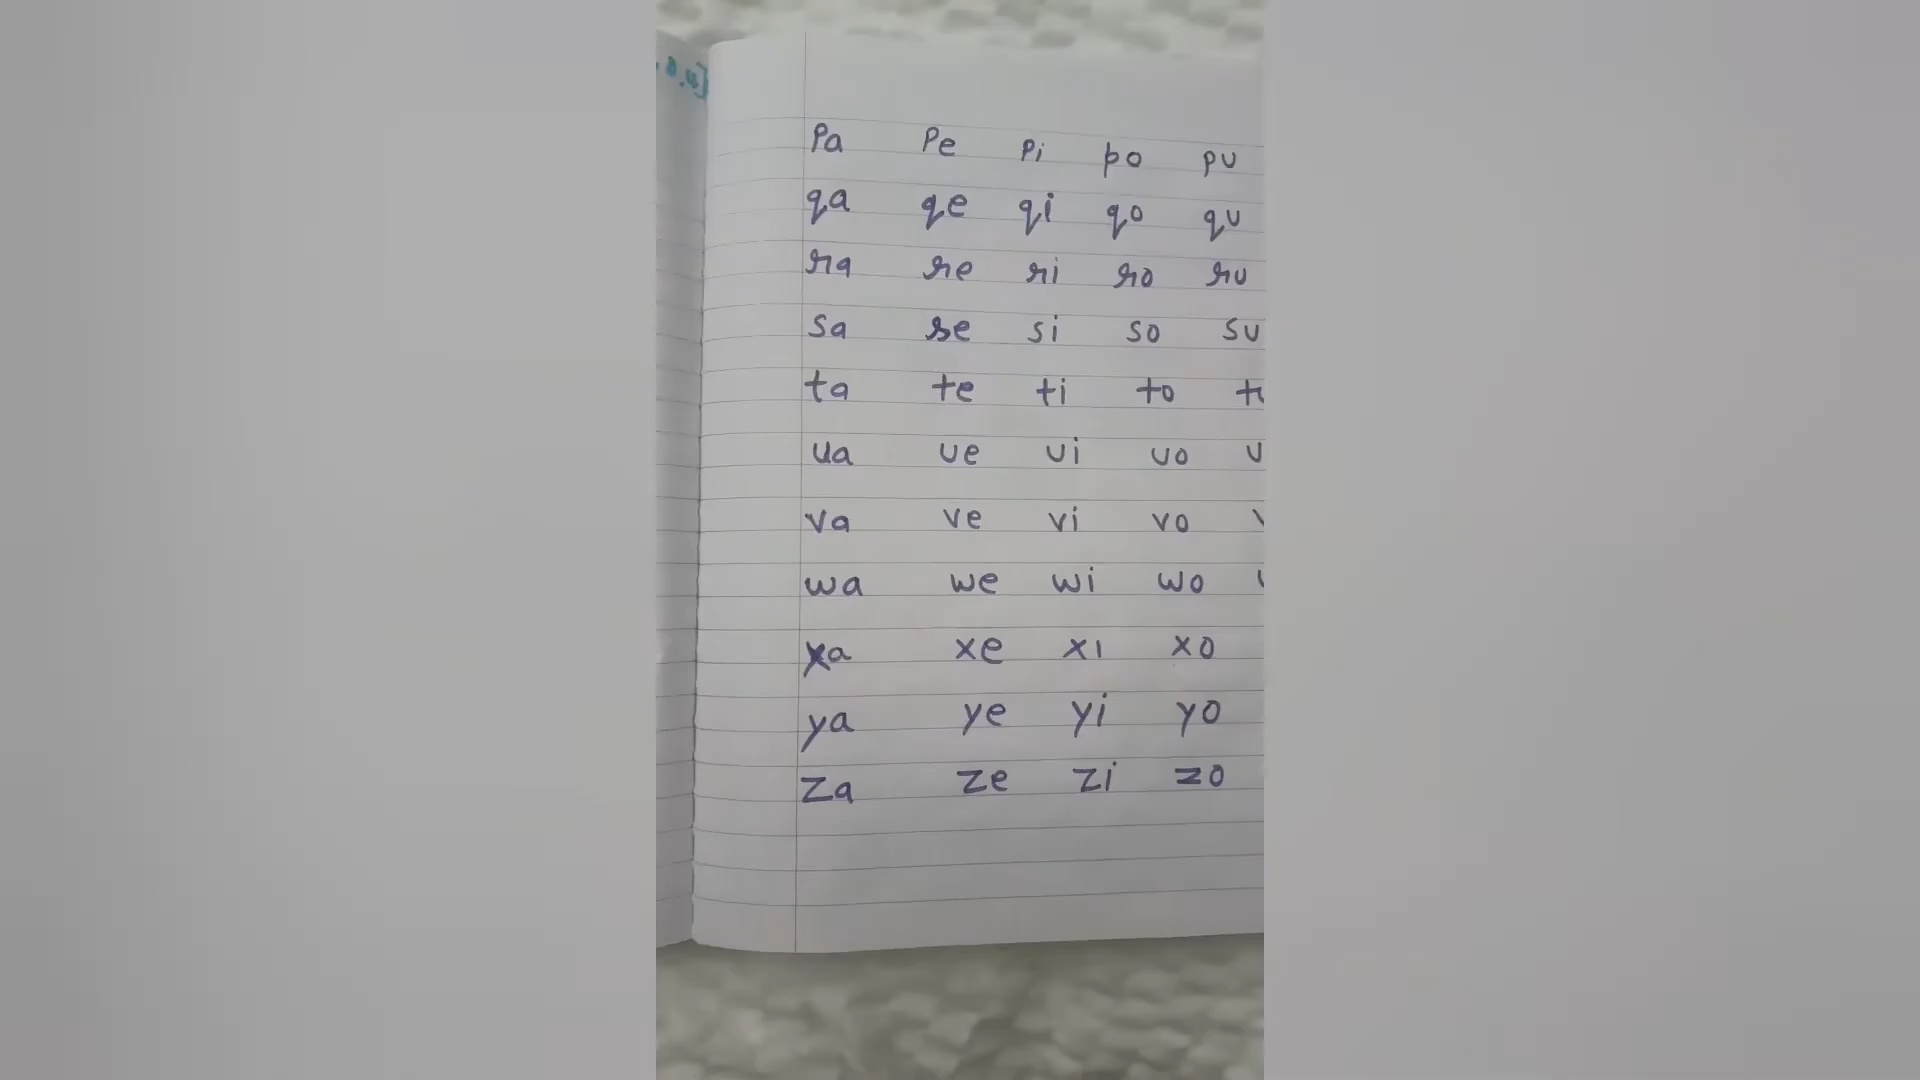 Pa Pe Pi po pu
qa qe qi qo qu
ra re ri ro ru
sa se si so su
ta te ti to
ua ue ui uo
va ve vi vo
wa we wi wo
xa xe xi xo
ya ye yi yo
za ze zi zo